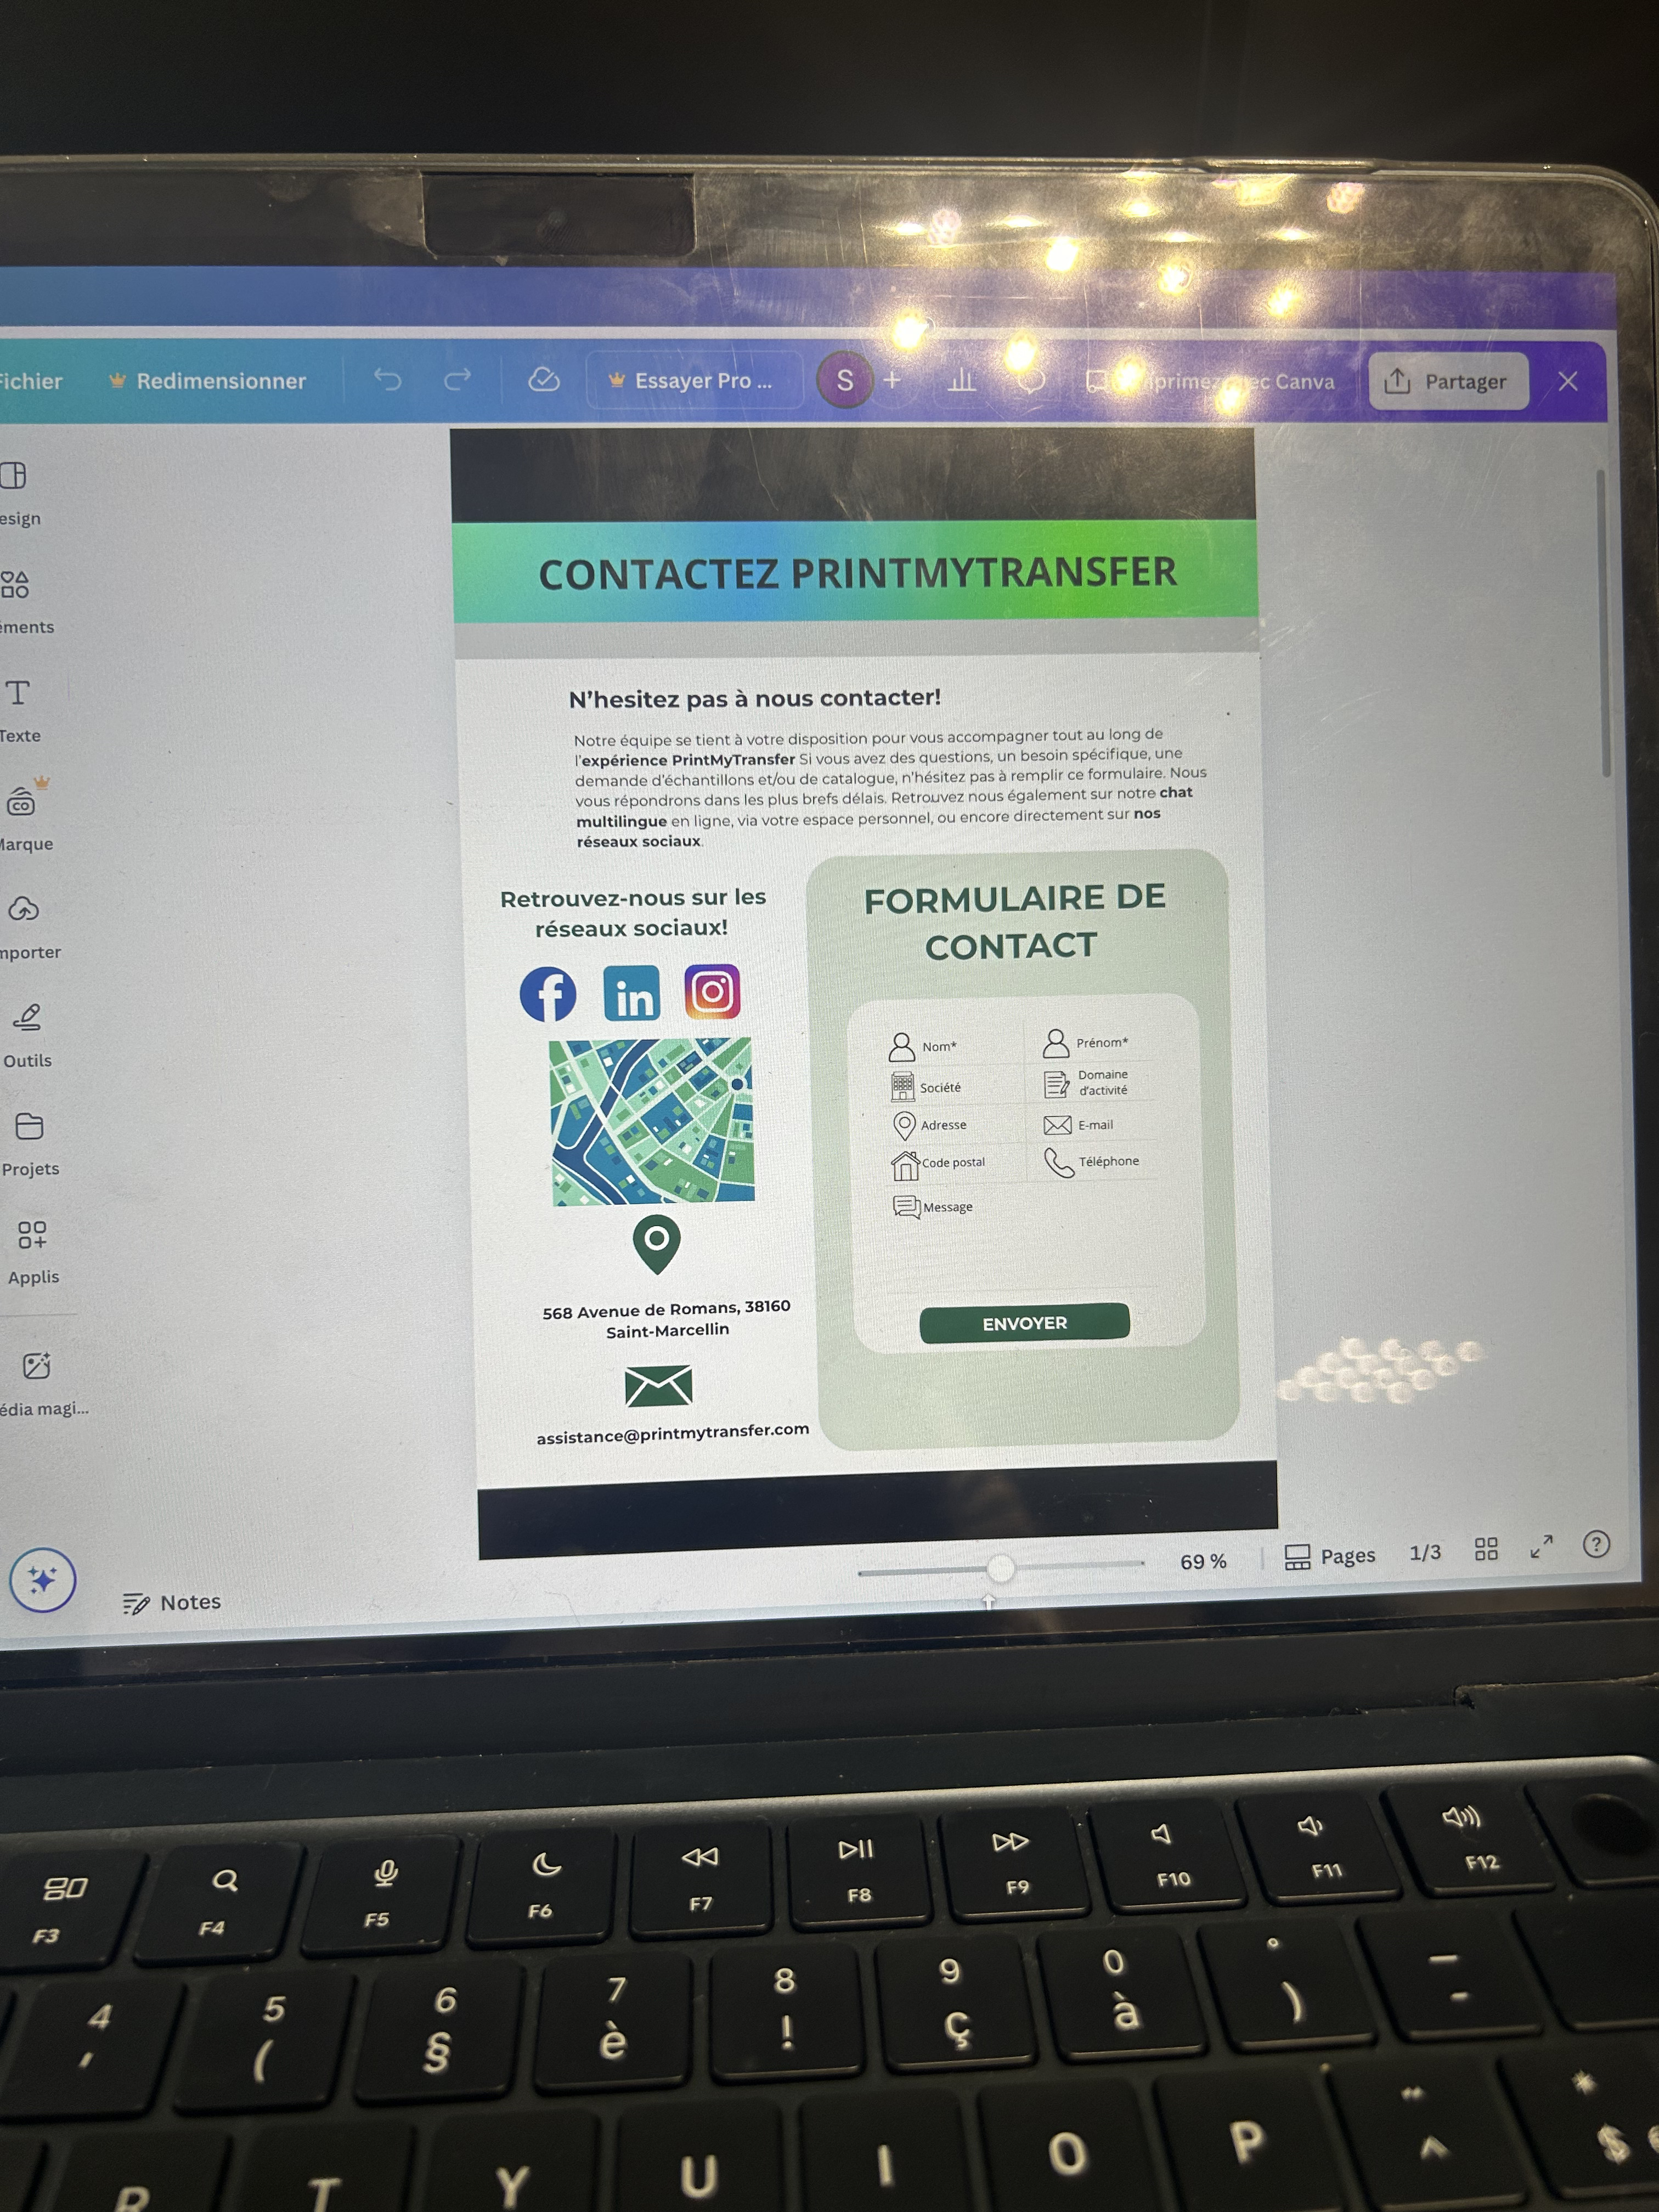 Fichier
Redimensionner
Essayer Pro ...
S
Canva
Partager
esign
Texte
Outils
Projets
Applis
édia magi...
CONTACTEZ PRINTMYTRANSFER
N'hesitez pas à nous contacter!
Notre équipe se tient à votre disposition pour vous accompagner tout au long de
l'expérience PrintMyTransfer Si vous avez des questions, un besoin spécifique, une
demande d'échantillons et/ou de catalogue, n'hésitez pas à remplir ce formulaire. Nous
vous répondrons dans les plus brefs délais. Retrouvez nous également sur notre chat
multilingue en ligne, via votre espace personnel, ou encore directement sur nos
réseaux sociaux.
Retrouvez-nous sur les
réseaux sociaux!
f
in
568 Avenue de Romans, 38160
Saint-Marcellin
assistance@printmytransfer.com
FORMULAIRE DE
CONTACT
Nom*
Prénom*
Société
Domaine
d'activité
Adresse
E-mail
Code postal
Téléphone
Message
ENVOYER
Notes
69 %
Pages
1/3
?
F3
F4
F5
F6
F7
F8
F9
F10
F11
F12
4
'
5
(
6
§
7
è
8
!
9
ç
0
à
°
)
_
-
R
T
Y
U
I
O
P
¨
^
*
$